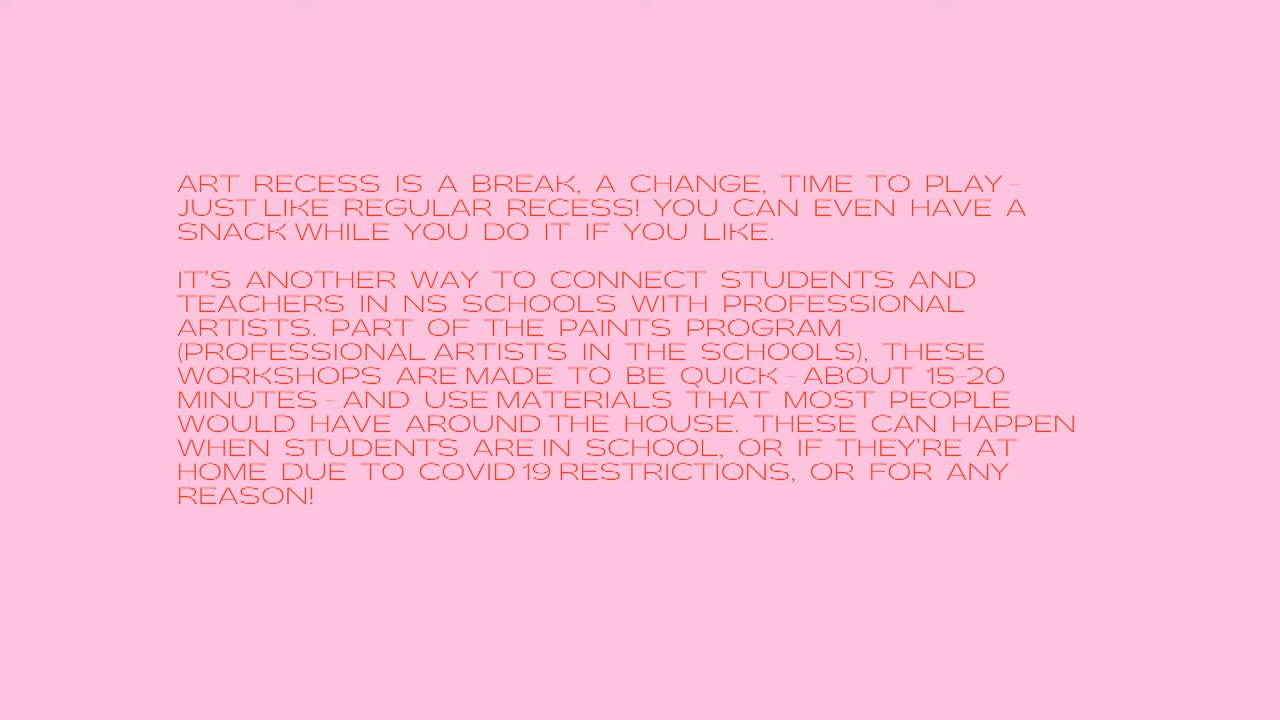 ART RECESS IS A BREAK, A CHANGE, TIME TO PLAY -
JUST LIKE REGULAR RECESS! YOU CAN EVEN HAVE A
SNACK WHILE YOU DO IT IF YOU LIKE.
IT'S ANOTHER WAY TO CONNECT STUDENTS AND
TEACHERS IN NS SCHOOLS WITH PROFESSIONAL
ARTISTS. PART OF THE PAINTS PROGRAM
(PROFESSIONAL ARTISTS IN THE SCHOOLS), THESE
WORKSHOPS ARE MADE TO BE QUICK - ABOUT 15-20
MINUTES - AND USE MATERIALS THAT MOST PEOPLE
WOULD HAVE AROUND THE HOUSE. THESE CAN HAPPEN
WHEN STUDENTS ARE IN SCHOOL, OR IF THEY'RE AT
HOME DUE TO COVID 19 RESTRICTIONS, OR FOR ANY
REASON!